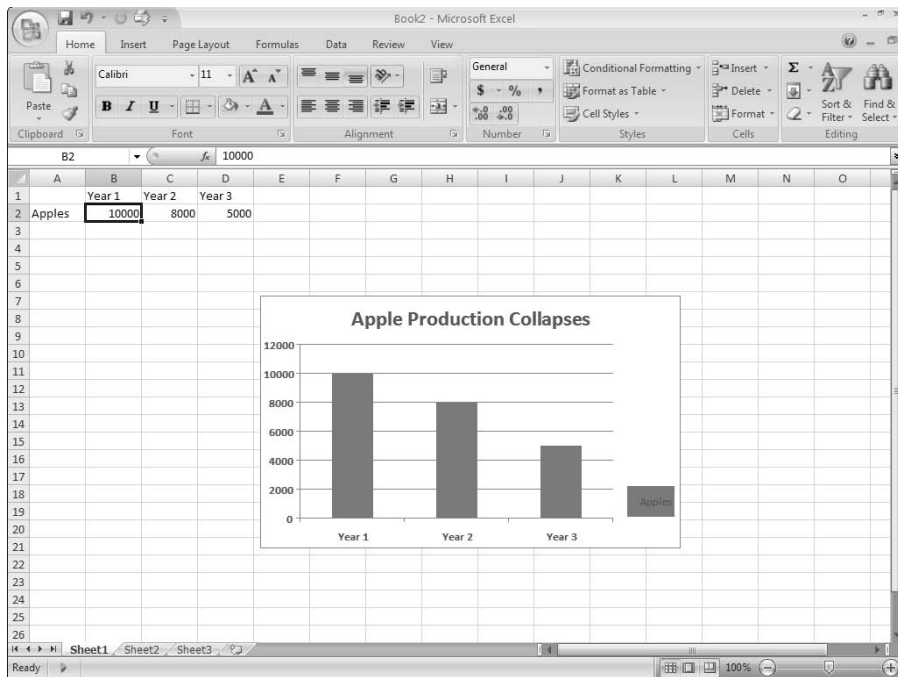 Book2 - Microsoft Excel
Home Insert Page Layout Formulas Data Review View
Paste
Calibri 11 A A
B I U A
General
$ % ,
.0 .00 .00 .0
Conditional Formatting
Format as Table
Cell Styles
Insert
Delete
Format
Σ
Sort & Filter
Find & Select
Clipboard Font Alignment Number Styles Cells Editing
B2 fx 10000
A B C D E F G H I J K L M N O
1 Year 1 Year 2 Year 3
2 Apples 10000 8000 5000
3
4
5
6
7
8
9
10
11
12
13
14
15
16
17
18
19
20
21
22
23
24
25
26
Apple Production Collapses
12000
10000
8000
6000
4000
2000
0
Year 1 Year 2 Year 3
Apples
Sheet1 Sheet2 Sheet3
Ready 100%